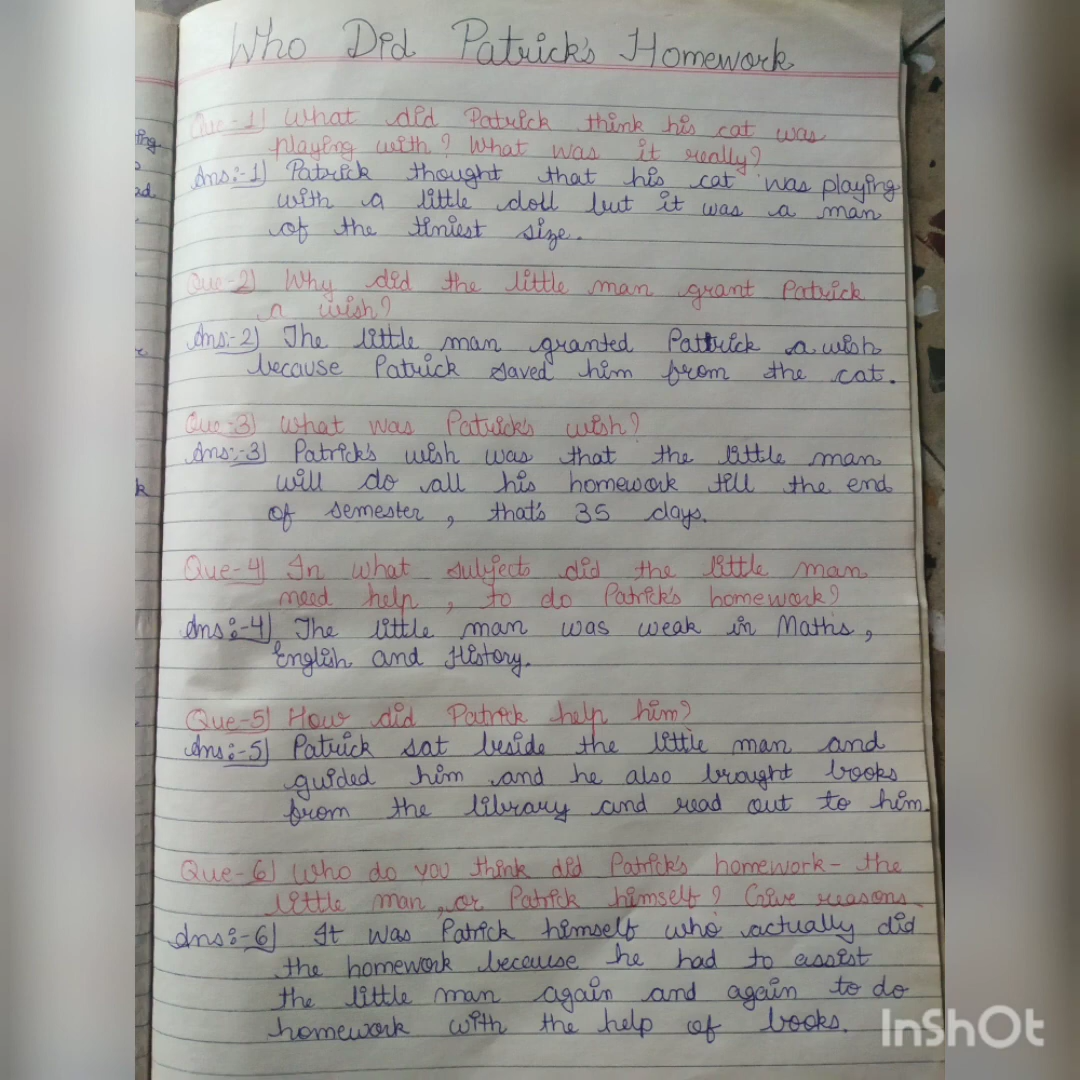 Who Did Patrick's Homework
Que-1) What did Patrick think his cat was
playing with? What was it really?
Ans:-1) Patrick thought that his cat was playing
with a little doll but it was a man
of the tiniest size.
Que-2) Why did the little man grant Patrick
a wish?
Ans:-2) The little man granted Patrick a wish
because Patrick saved him from the cat.
Que-3) What was Patrick's wish?
Ans:-3) Patrick's wish was that the little man
will do all his homework till the end
of semester, that's 35 days.
Que-4) In what subjects did the little man
need help, to do Patrick's homework?
Ans:-4) The little man was weak in Maths,
English and History.
Que-5) How did Patrick help him?
Ans:-5) Patrick sat beside the little man and
guided him and he also brought books
from the library and read out to him.
Que-6) Who do you think did Patrick's homework- the
little man, or Patrick himself? Give reasons.
Ans:-6) It was Patrick himself who actually did
the homework because he had to assist
the little man again and again to do
homework with the help of books.
InShOt